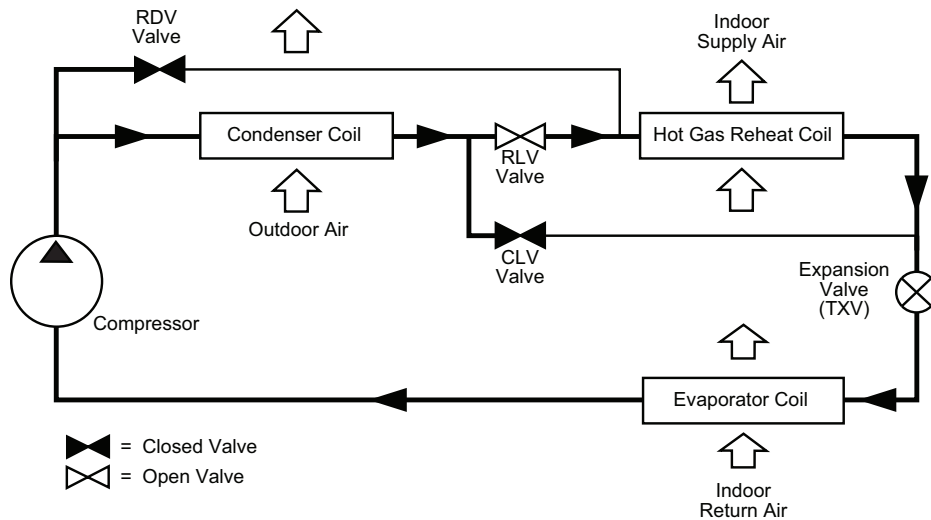 RDV
Valve
Indoor
Supply Air
Condenser Coil
Hot Gas Reheat Coil
RLV
Valve
Outdoor Air
CLV
Valve
Expansion
Valve
(TXV)
Compressor
Evaporator Coil
= Closed Valve
= Open Valve
Indoor
Return Air